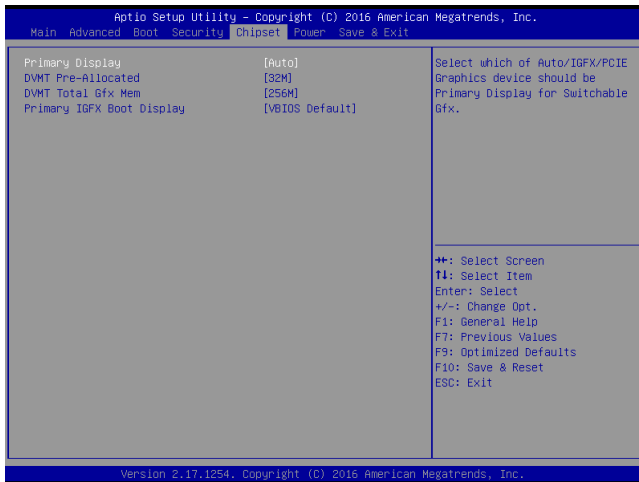 Aptio Setup Utility – Copyright (C) 2016 American Megatrends, Inc.
Main Advanced Boot Security Chipset Power Save & Exit
Primary Display [Auto]
DVMT Pre-Allocated [32M]
DVMT Total Gfx Mem [256M]
Primary IGFX Boot Display [VBIOS Default]
Select which of Auto/IGFX/PCIE
Graphics device should be
Primary Display for Switchable
Gfx.
→←: Select Screen
↑↓: Select Item
Enter: Select
+/-: Change Opt.
F1: General Help
F7: Previous Values
F9: Optimized Defaults
F10: Save & Reset
ESC: Exit
Version 2.17.1254. Copyright (C) 2016 American Megatrends, Inc.